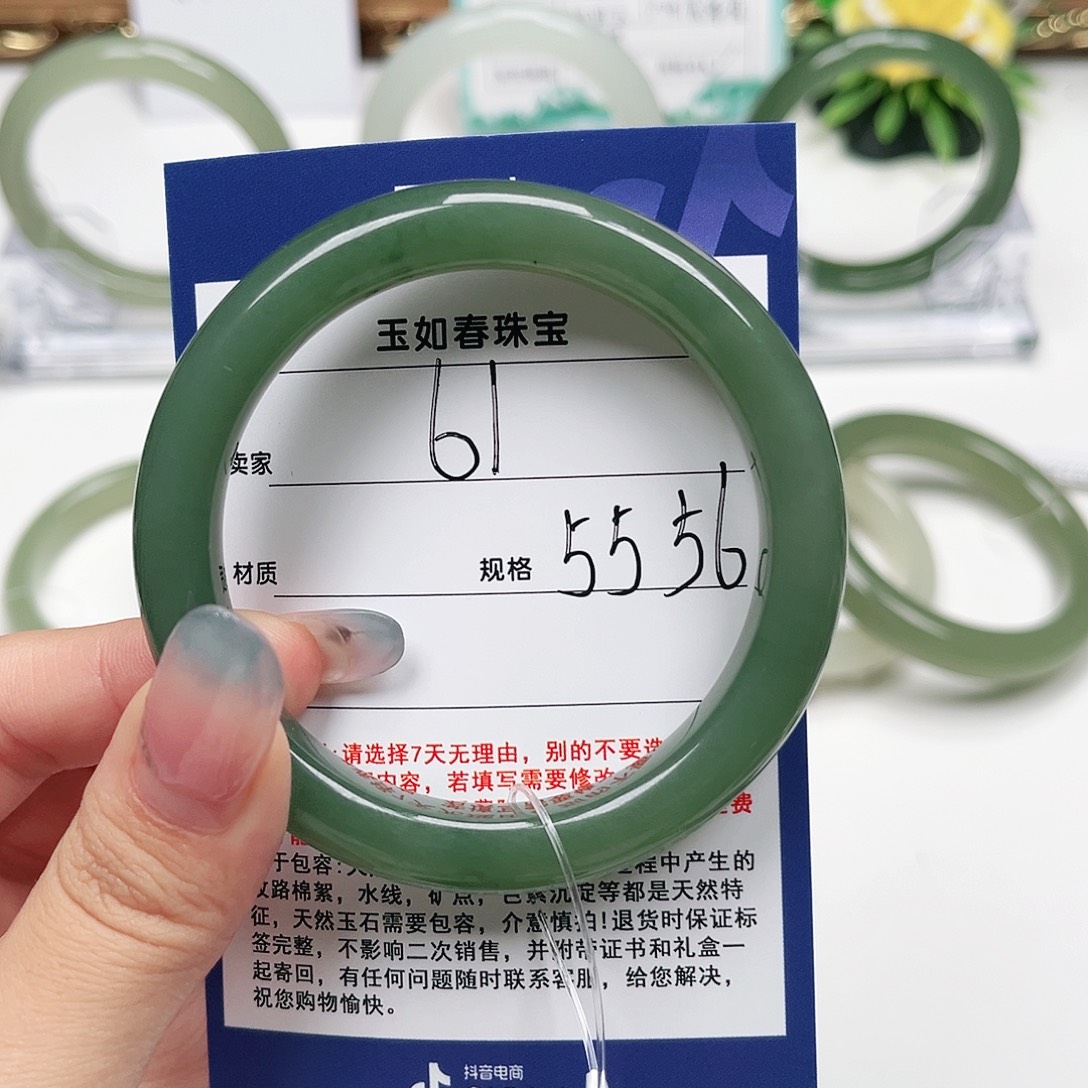 玉如春珠宝
61
卖家
材质 规格 55 56
请选择7天无理由，别的不要选
内容，若填写需要修改
费
于包容：天 程中产生的
纹路棉絮，水线，矿点，色素沉淀等都是天然特
征，天然玉石需要包容，介意慎拍！退货时保证标
签完整，不影响二次销售，并附带证书和礼盒一
起寄回，有任何问题随时联系客服，给您解决，
祝您购物愉快。
抖音电商